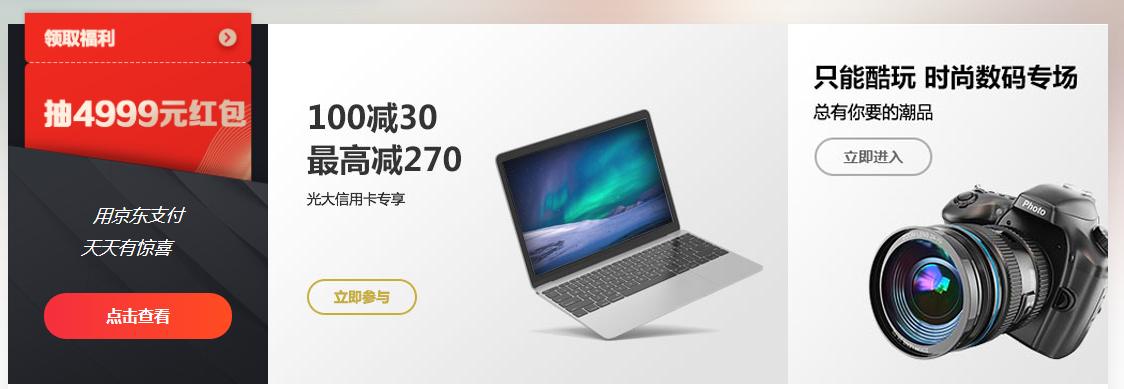 领取福利
抽4999元红包
用京东支付
天天有惊喜
点击查看
100减30
最高减270
光大信用卡专享
立即参与
只能酷玩 时尚数码专场
总有你要的潮品
立即进入
Photo